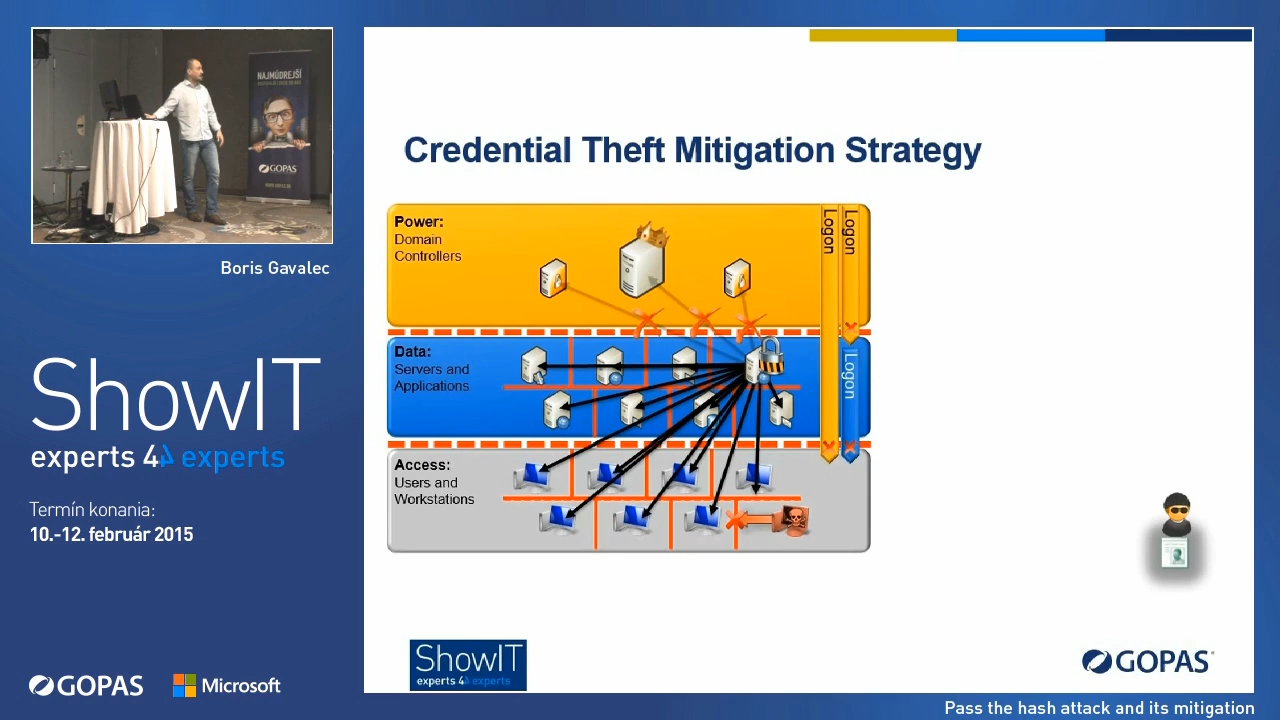 NAJMÚDREJŠÍ
GOPAS
Boris Gavalec
ShowIT
experts 44 experts
Termín konania:
10.-12. február 2015
GOPAS
Microsoft
Credential Theft Mitigation Strategy
Power:
Domain
Controllers
Logon
Logon
Data:
Servers and
Applications
Logon
Access:
Users and
Workstations
ShowIT
experts 44 experts
GOPAS
Pass the hash attack and its mitigation